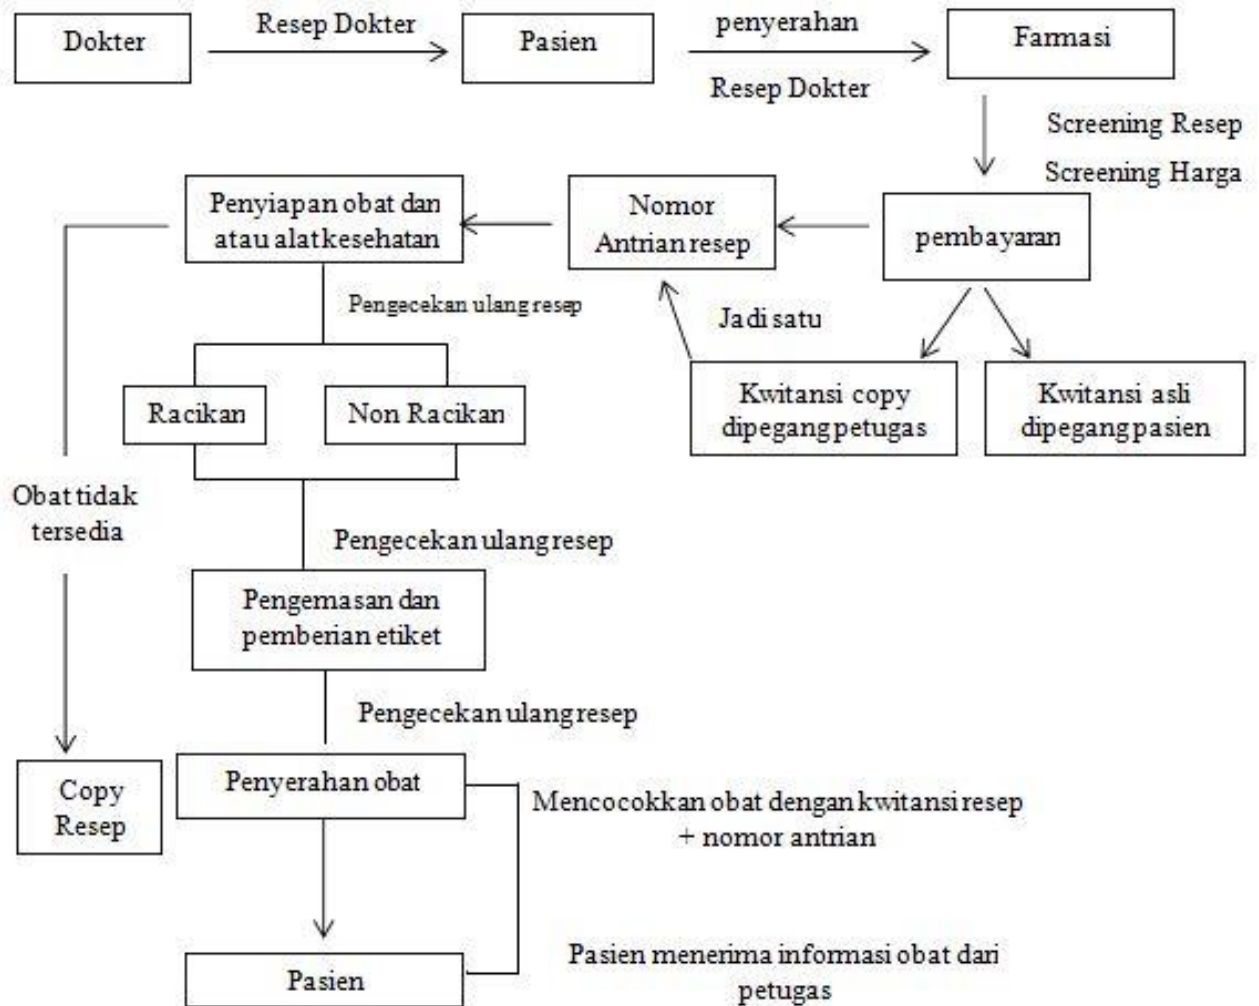 Dokter
Resep Dokter
Pasien
penyerahan
Resep Dokter
Farmasi
Screening Resep
Screening Harga
Penyiapan obat dan
atau alat kesehatan
Nomor
Antrian resep
pembayaran
Pengecekan ulang resep
Jadi satu
Kwitansi copy
dipegang petugas
Kwitansi asli
dipegang pasien
Racikan
Non Racikan
Obat tidak
tersedia
Pengecekan ulang resep
Pengemasan dan
pemberian etiket
Pengecekan ulang resep
Copy
Resep
Penyerahan obat
Mencocokkan obat dengan kwitansi resep
+ nomor antrian
Pasien
Pasien menerima informasi obat dari
petugas